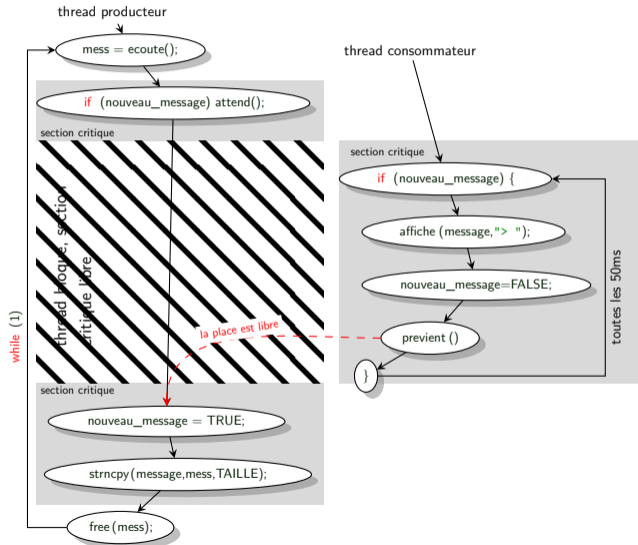 thread producteur
mess = ecoute();
if (nouveau_message) attend();
section critique
thread bloque, section
critique libre
while (1)
section critique
nouveau_message = TRUE;
strncpy(message,mess,TAILLE);
free(mess);
la place est libre
thread consommateur
section critique
if (nouveau_message) {
affiche (message,"> ");
nouveau_message=FALSE;
previent ()
}
toutes les 50ms